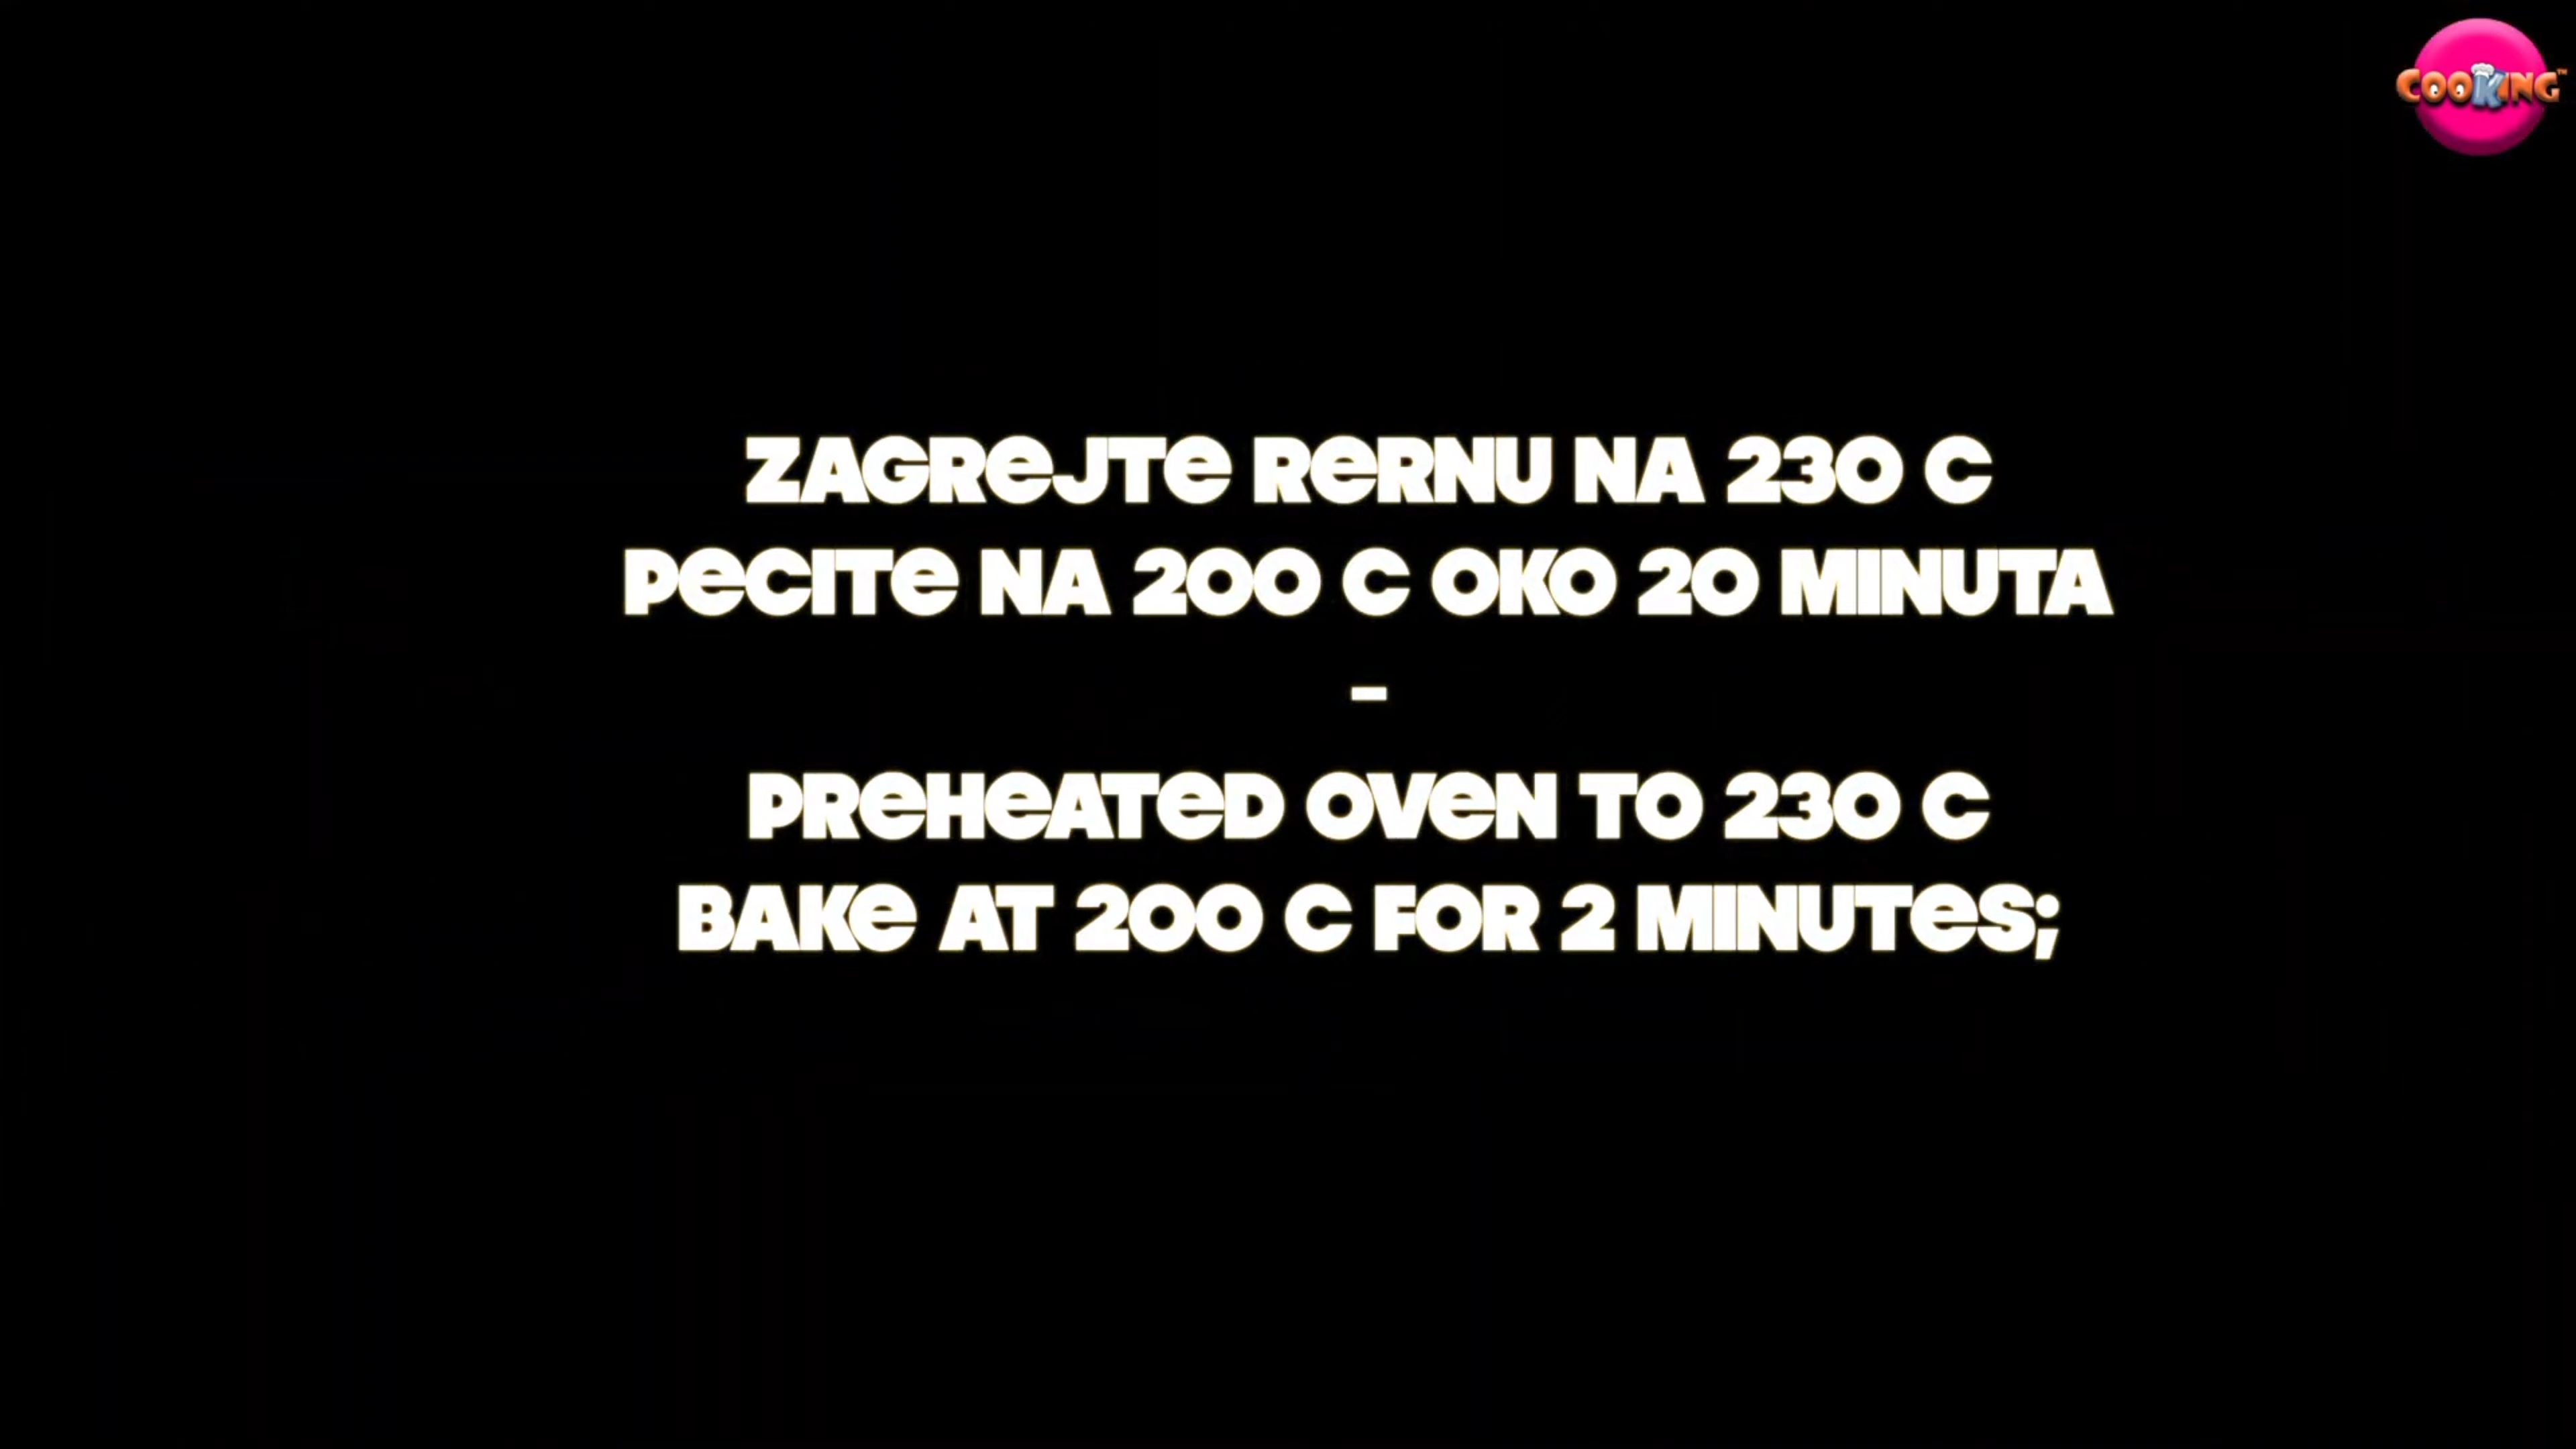 COOKING™
ZAGREJTE RERNU NA 230 C
PECITE NA 200 C OKO 20 MINUTA
-
PREHEATED OVEN TO 230 C
BAKE AT 200 C FOR 2 MINUTES;